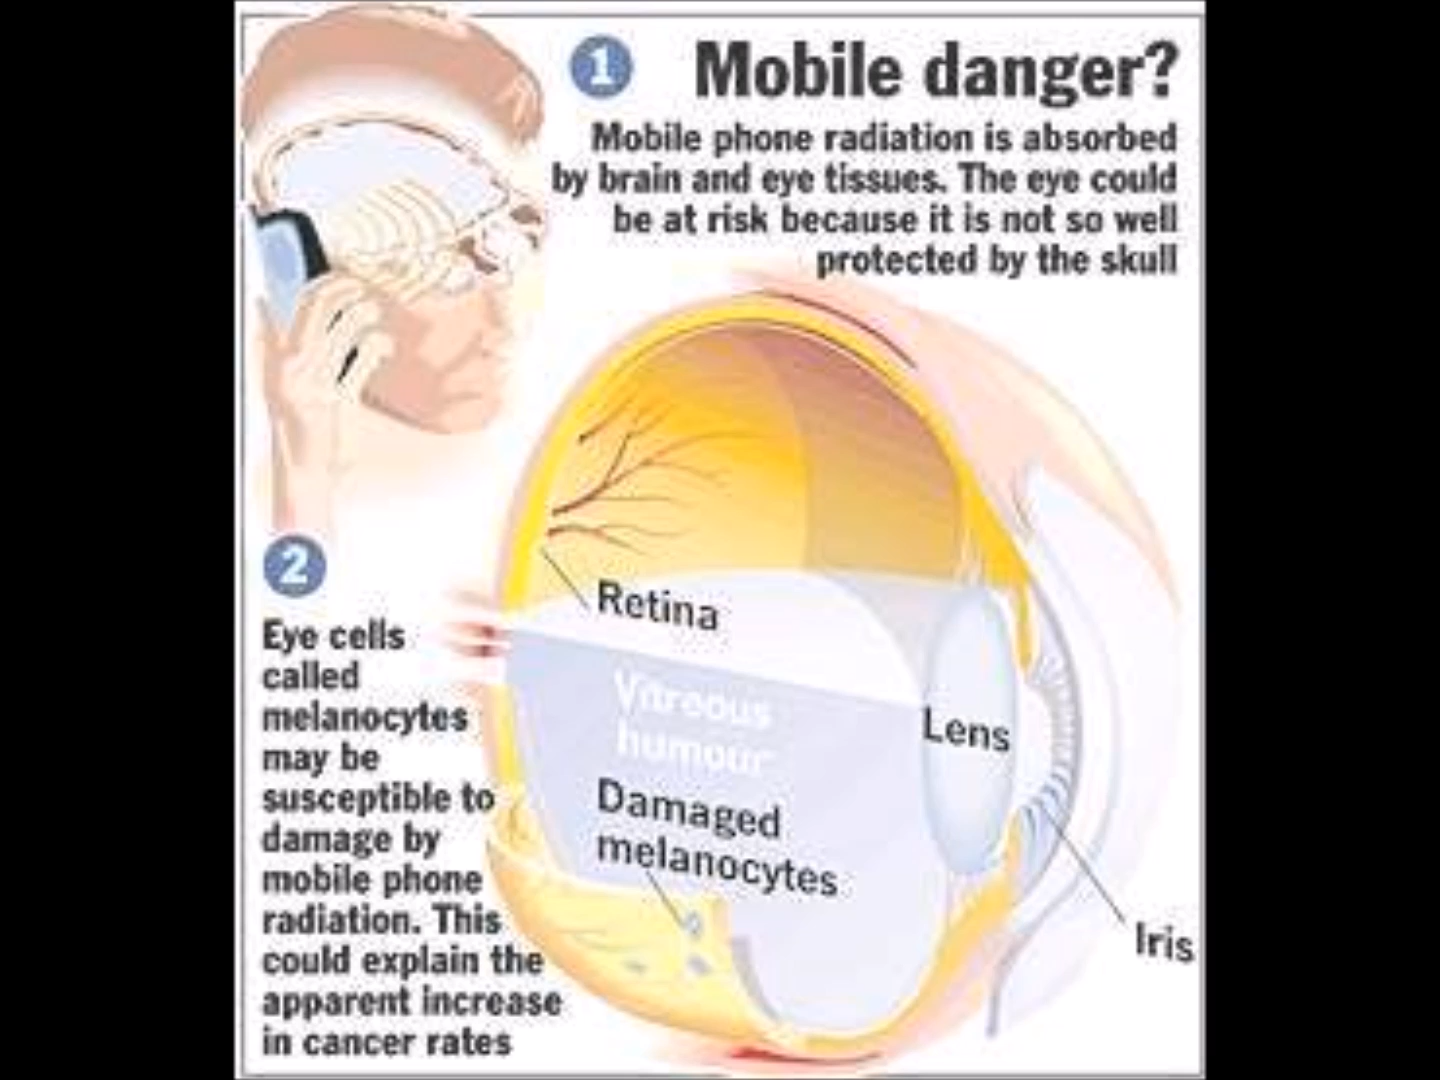 1
Mobile danger?
Mobile phone radiation is absorbed
by brain and eye tissues. The eye could
be at risk because it is not so well
protected by the skull
2
Eye cells
called
melanocytes
may be
susceptible to
damage by
mobile phone
radiation. This
could explain the
apparent increase
in cancer rates
Retina
Vitreous
humour
Lens
Damaged
melanocytes
Iris